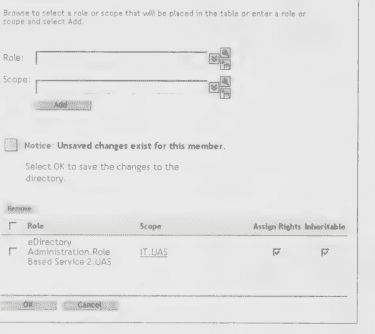 Browse to select a role or scope that will be placed in the table or enter a role or
scope and select Add.
Role:
Scope:
Add
Notice: Unsaved changes exist for this member.
Select OK to save the changes to the
directory.
Remove
Role Scope Assign Rights Inheritable
eDirectory
Administration.Role IT.UAS
Based Service 2.UAS
OK Cancel